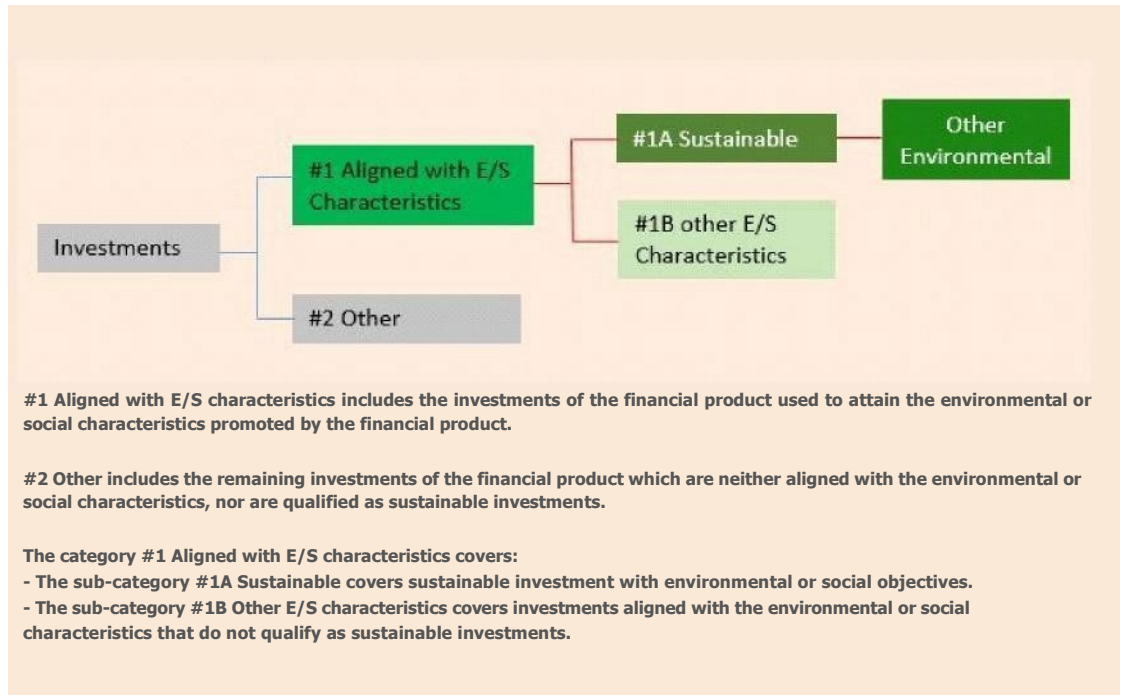 Other
Environmental
#1A Sustainable
#1 Aligned with E/S
Characteristics
#1B other E/S
Characteristics
Investments
#2 Other
#1 Aligned with E/S characteristics includes the investments of the financial product used to attain the environmental or
social characteristics promoted by the financial product.
#2 Other includes the remaining investments of the financial product which are neither aligned with the environmental or
social characteristics, nor are qualified as sustainable investments.
The category #1 Aligned with E/S characteristics covers:
- The sub-category #1A Sustainable covers sustainable investment with environmental or social objectives.
- The sub-category #1B Other E/S characteristics covers investments aligned with the environmental or social
characteristics that do not qualify as sustainable investments.